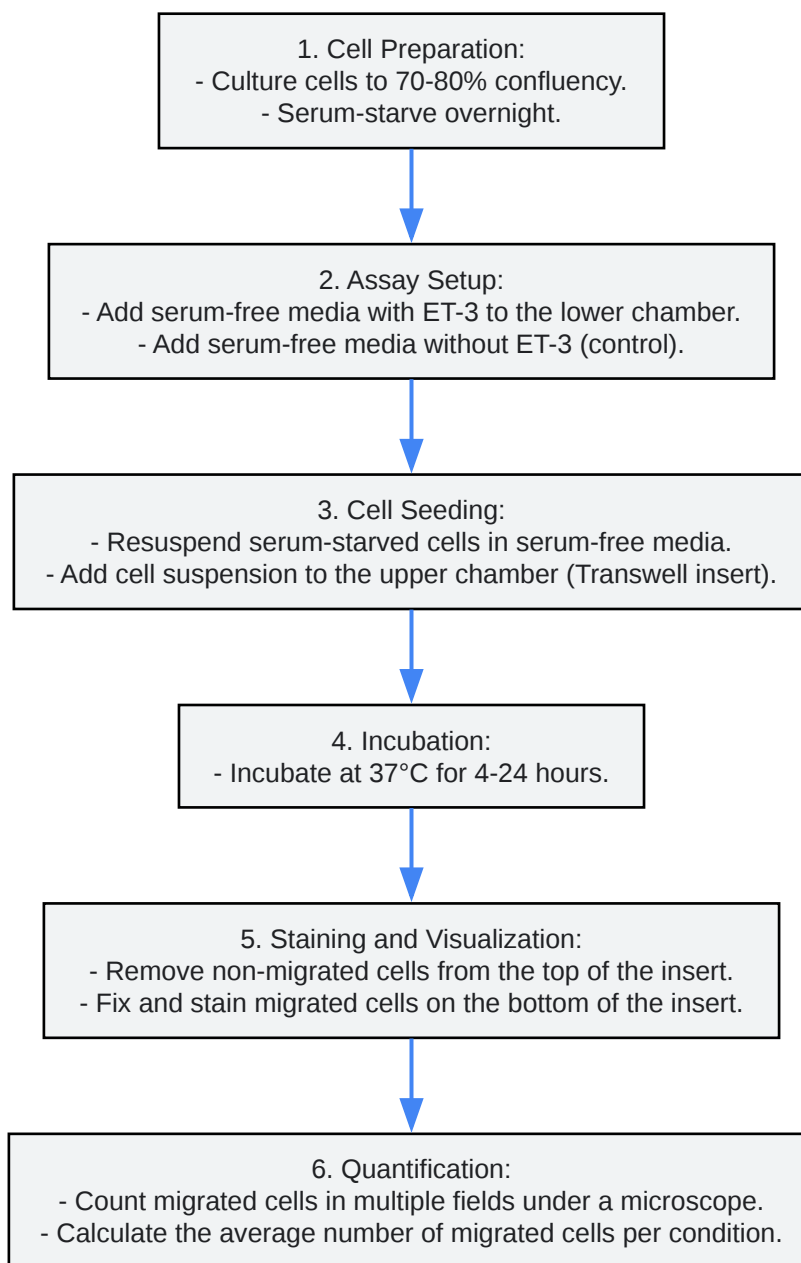 1. Cell Preparation:
- Culture cells to 70-80% confluency.
- Serum-starve overnight.
2. Assay Setup:
- Add serum-free media with ET-3 to the lower chamber.
- Add serum-free media without ET-3 (control).
3. Cell Seeding:
- Resuspend serum-starved cells in serum-free media.
- Add cell suspension to the upper chamber (Transwell insert).
4. Incubation:
- Incubate at 37°C for 4-24 hours.
5. Staining and Visualization:
- Remove non-migrated cells from the top of the insert.
- Fix and stain migrated cells on the bottom of the insert.
6. Quantification:
- Count migrated cells in multiple fields under a microscope.
- Calculate the average number of migrated cells per condition.